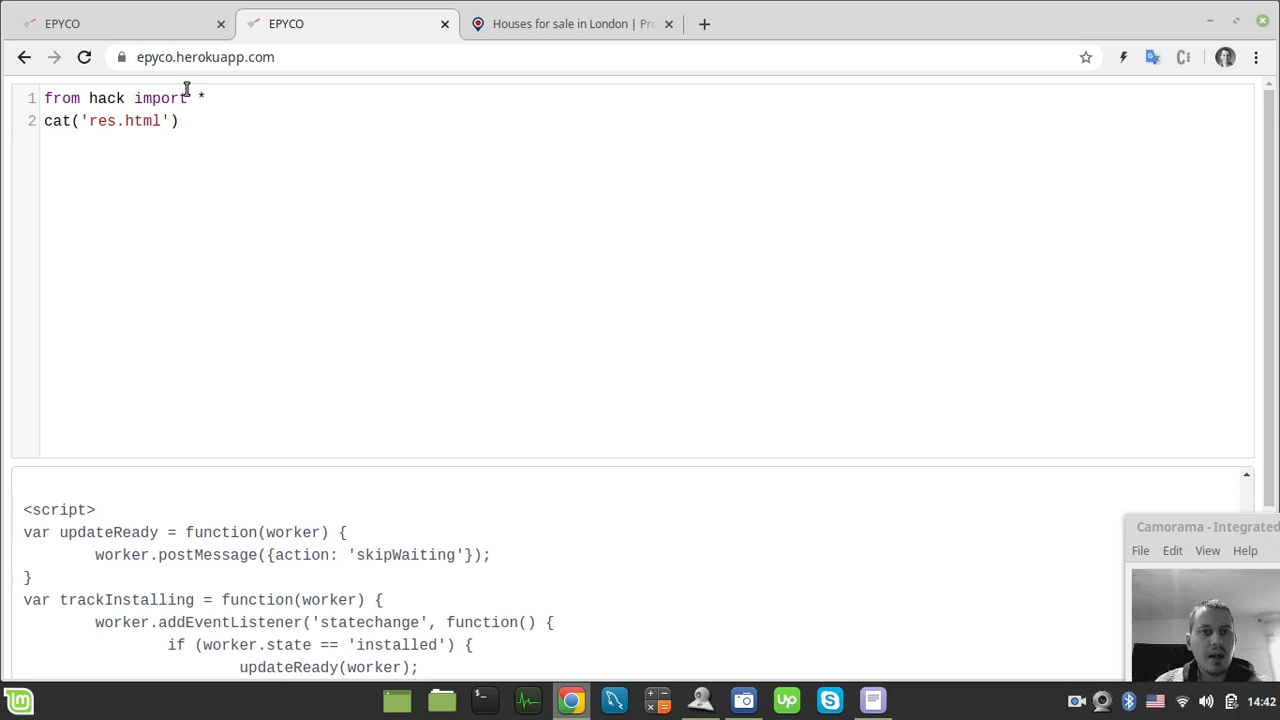 EPYCO
EPYCO
Houses for sale in London | Pr
epyco.herokuapp.com
1 from hack import *
2 cat('res.html')
<script>
var updateReady = function(worker) {
worker.postMessage({action: 'skipWaiting'});
}
var trackInstalling = function(worker) {
worker.addEventListener('statechange', function() {
if (worker.state == 'installed') {
updateReady(worker);
Camorama - Integrated
File Edit View Help
14:42